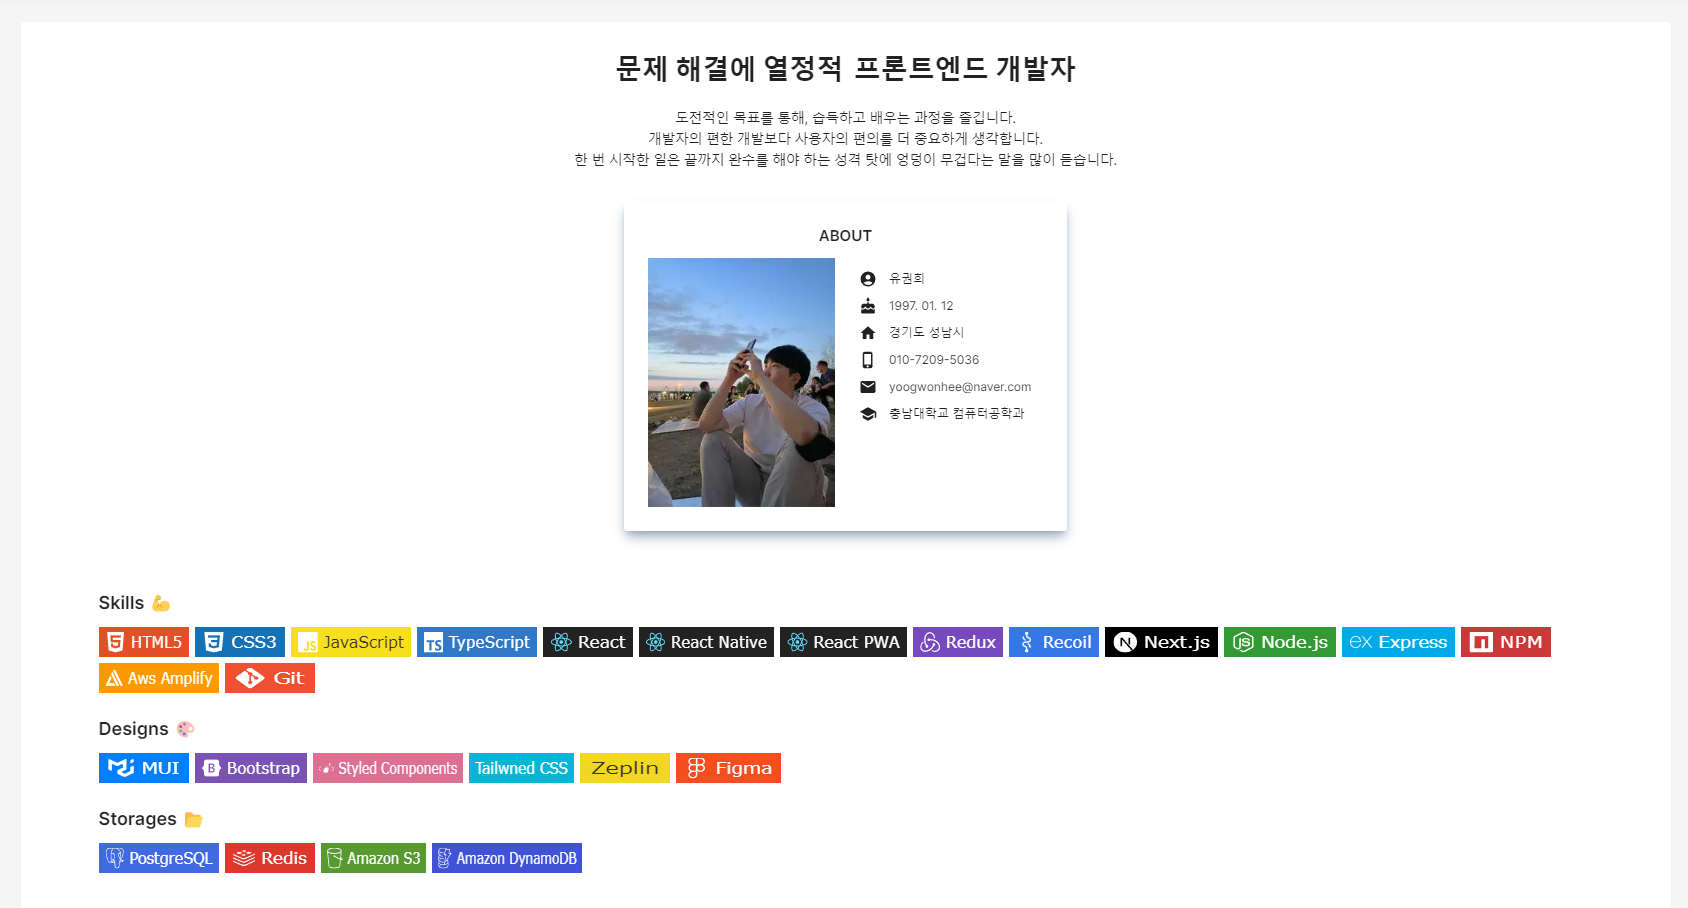 문제 해결에 열정적 프론트엔드 개발자
도전적인 목표를 통해, 습득하고 배우는 과정을 즐깁니다.
개발자의 편한 개발보다 사용자의 편의를 더 중요하게 생각합니다.
한 번 시작한 일은 끝까지 완수를 해야 하는 성격 탓에 엉덩이 무겁다는 말을 많이 듣습니다.
ABOUT
유권희
1997. 01. 12
경기도 성남시
010-7209-5036
yoogwonhee@naver.com
충남대학교 컴퓨터공학과
Skills
HTML5 CSS3 JS JavaScript TS TypeScript React React Native React PWA Redux Recoil N Next.js JS Node.js ex Express NPM
Aws Amplify Git
Designs
MUI B Bootstrap Styled Components Tailwned CSS Zeplin Figma
Storages
PostgreSQL Redis Amazon S3 Amazon DynamoDB